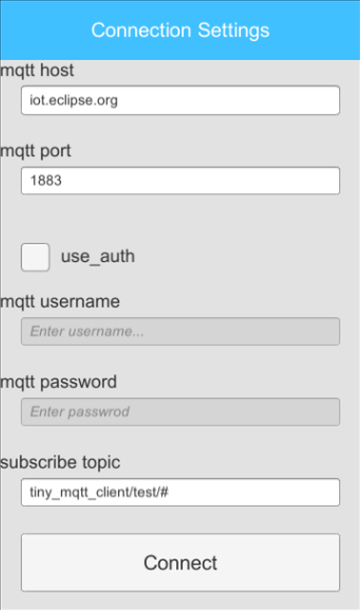 Connection Settings
mqtt host
iot.eclipse.org
mqtt port
1883
use_auth
mqtt username
Enter username...
mqtt password
Enter passwrod
subscribe topic
tiny_mqtt_client/test/#
Connect